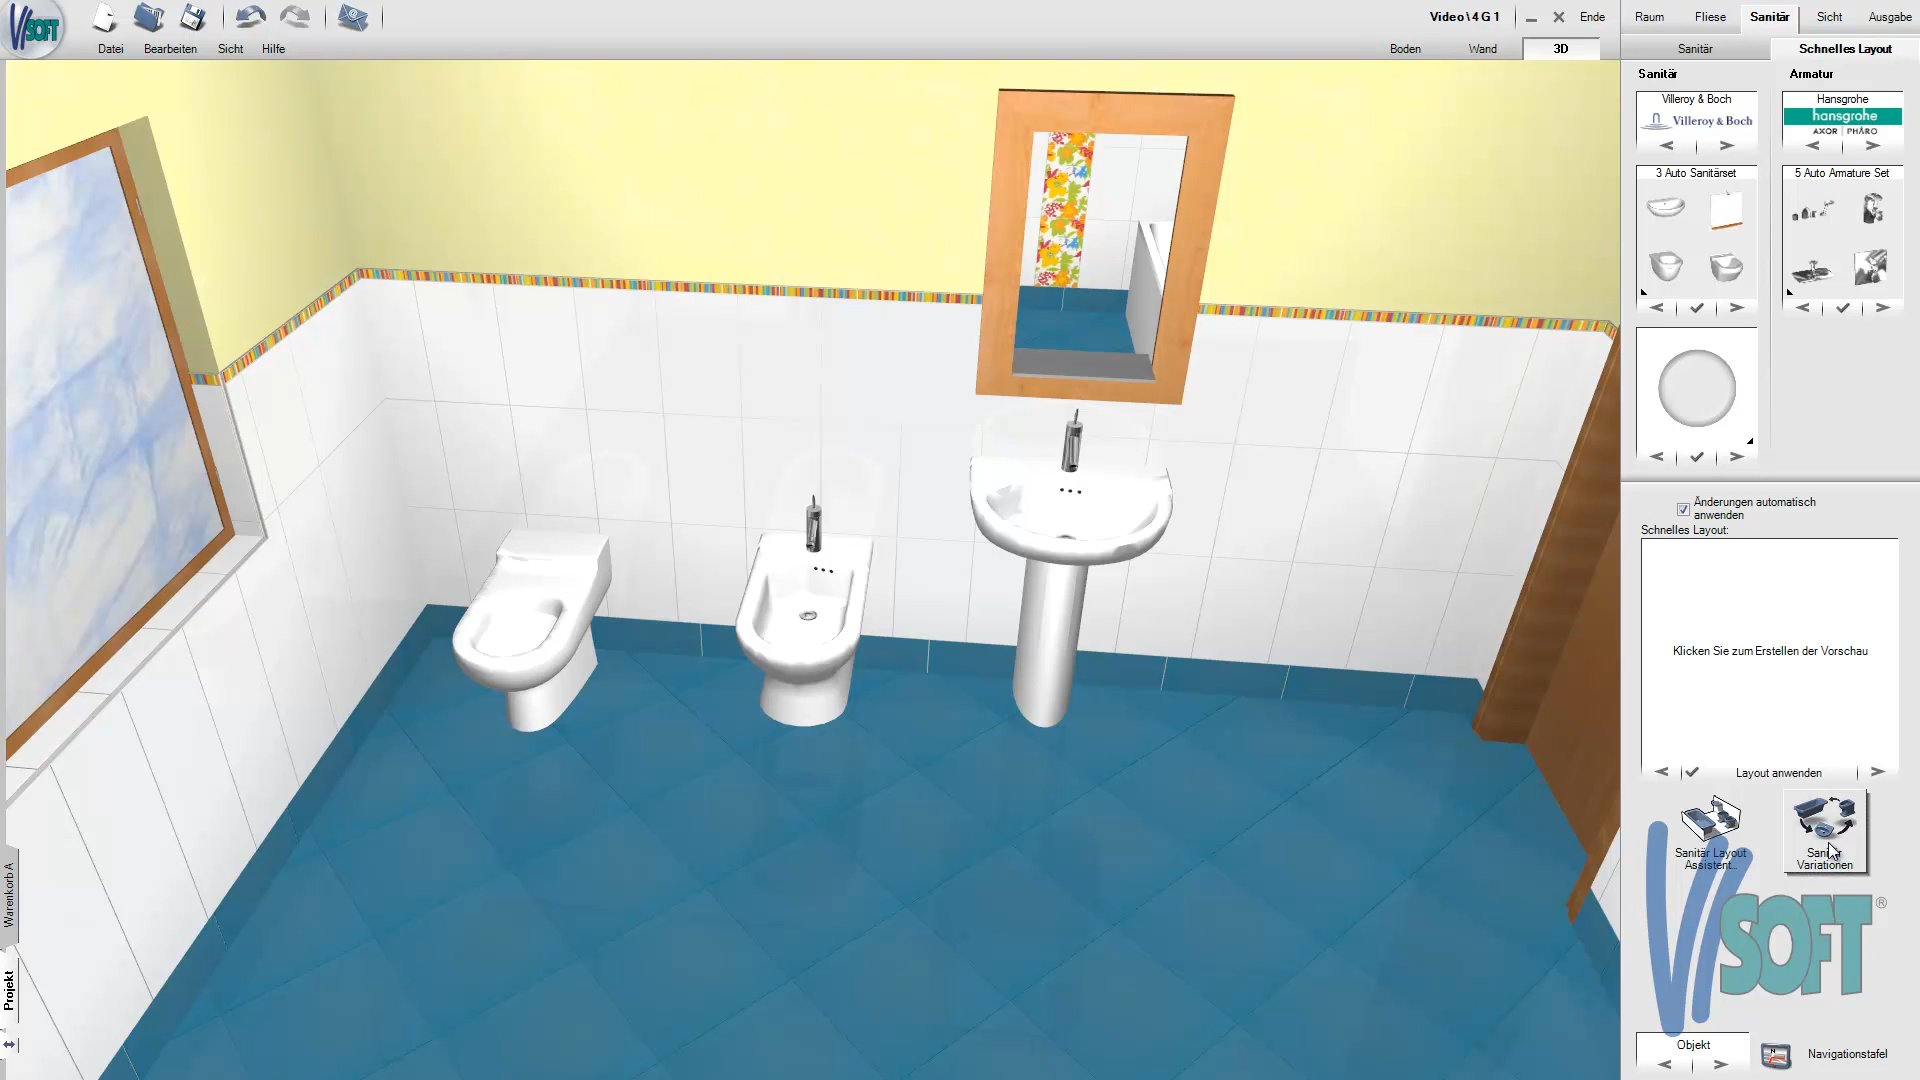 VISOFT
Video \ 4 G 1
Ende
Raum
Fliese
Sanitär
Sicht
Ausgabe
Datei
Bearbeiten
Sicht
Hilfe
Boden
Wand
3D
Sanitär
Schnelles Layout
Sanitär
Armatur
Villeroy & Boch
Villeroy & Boch
Hansgrohe
hansgrohe
AXOR | PHARO
3 Auto Sanitärset
5 Auto Armature Set
Änderungen automatisch
anwenden
Schnelles Layout:
Klicken Sie zum Erstellen der Vorschau
Layout anwenden
Sanitär Layout
Assistent...
Variationen
Warenkorb A
Projekt
VISOFT®
Objekt
Navigationstafel